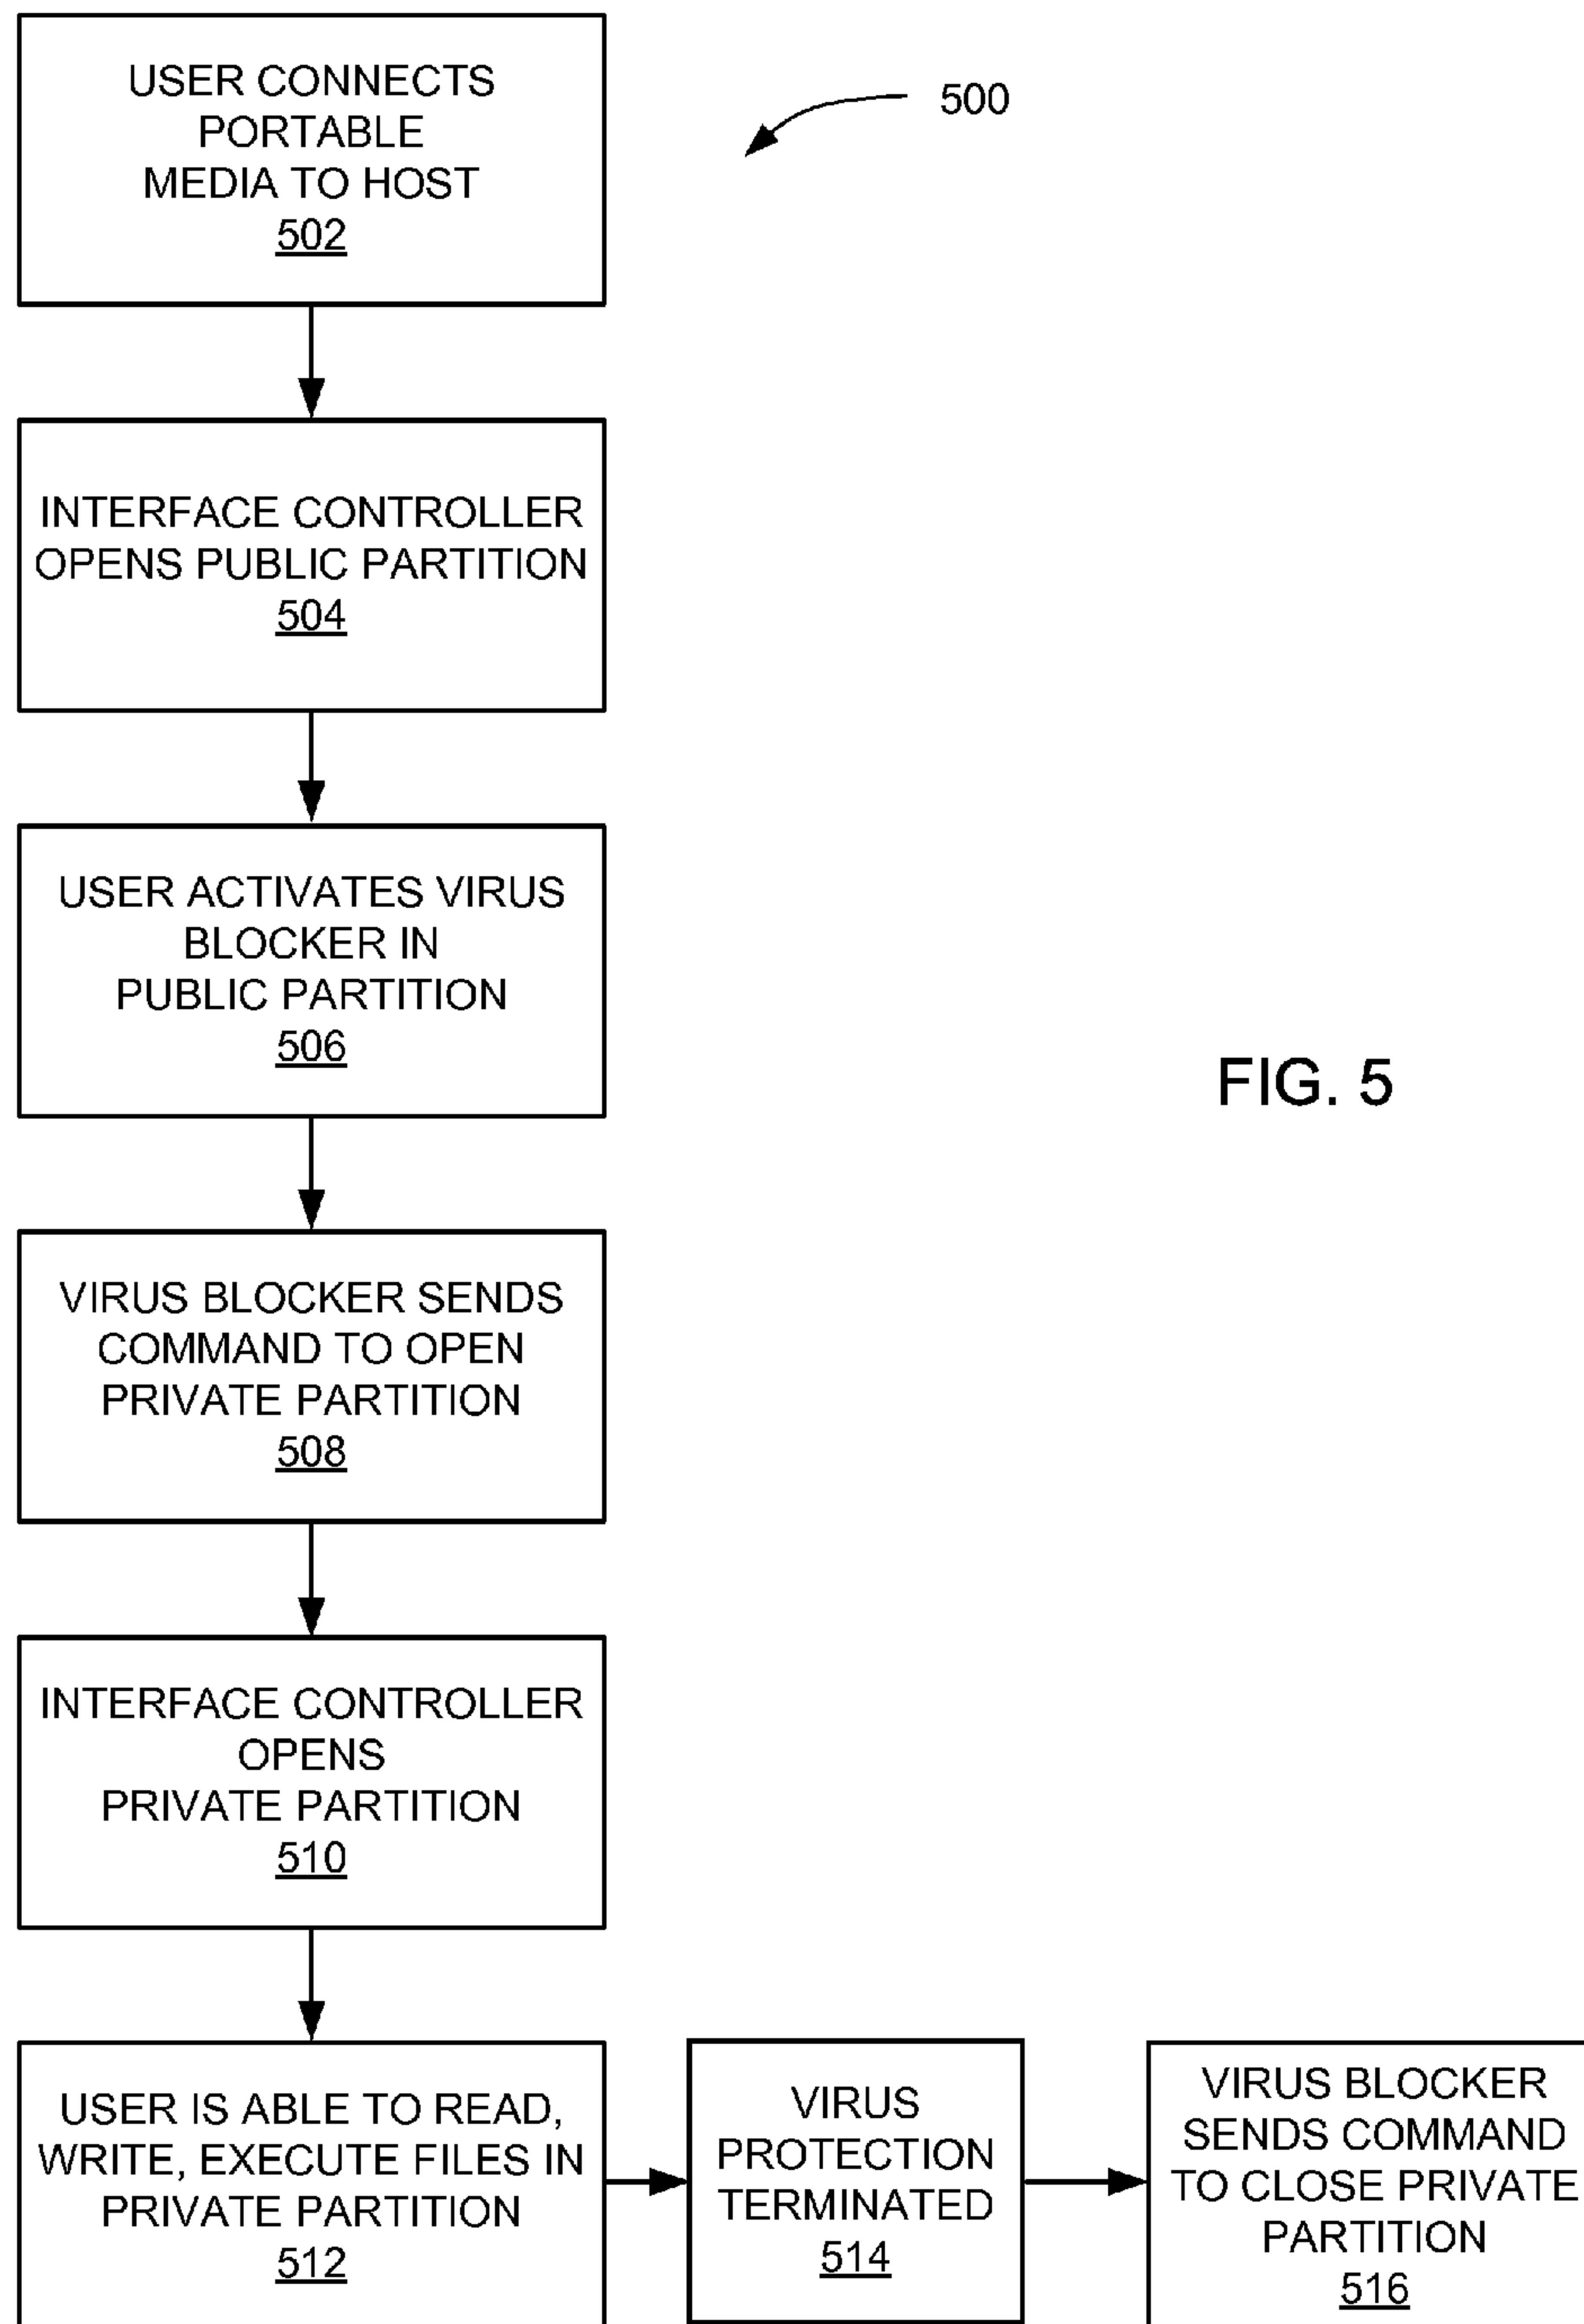 USER CONNECTS
PORTABLE
MEDIA TO HOST
502
500
INTERFACE CONTROLLER
OPENS PUBLIC PARTITION
504
USER ACTIVATES VIRUS
BLOCKER IN
PUBLIC PARTITION
506
FIG. 5
VIRUS BLOCKER SENDS
COMMAND TO OPEN
PRIVATE PARTITION
508
INTERFACE CONTROLLER
OPENS
PRIVATE PARTITION
510
USER IS ABLE TO READ,
WRITE, EXECUTE FILES IN
PRIVATE PARTITION
512
VIRUS
PROTECTION
TERMINATED
514
VIRUS BLOCKER
SENDS COMMAND
TO CLOSE PRIVATE
PARTITION
516